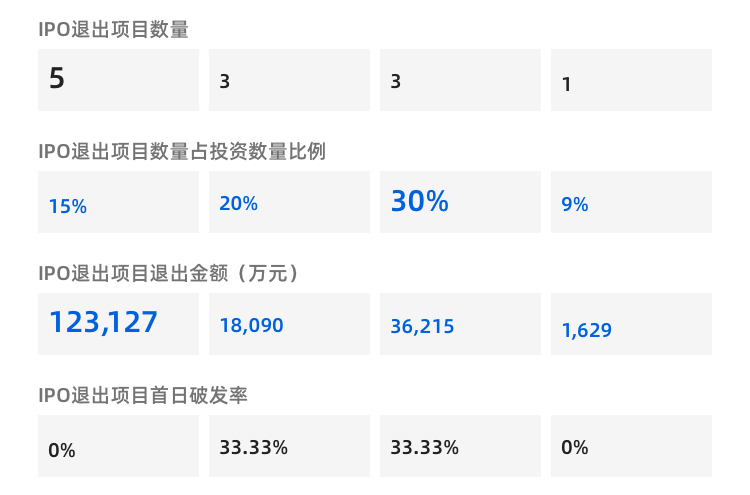 IPO退出项目数量
5 3 3 1
IPO退出项目数量占投资数量比例
15% 20% 30% 9%
IPO退出项目退出金额（万元）
123,127 18,090 36,215 1,629
IPO退出项目首日破发率
0% 33.33% 33.33% 0%